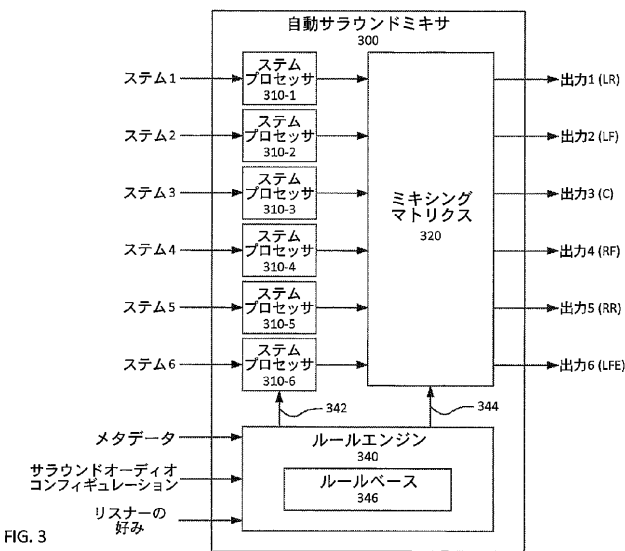 自動サラウンドミキサ
300
ステム1
ステム
プロセッサ
310-1
出力1 (LR)
ステム2
ステム
プロセッサ
310-2
出力2 (LF)
ステム3
ステム
プロセッサ
310-3
ミキシング
マトリクス
320
出力3 (C)
ステム4
ステム
プロセッサ
310-4
出力4 (RF)
ステム5
ステム
プロセッサ
310-5
出力5 (RR)
ステム6
ステム
プロセッサ
310-6
出力6 (LFE)
342
344
メタデータ
サラウンドオーディオ
コンフィギュレーション
リスナーの
好み
ルールエンジン
340
ルールベース
346
FIG. 3